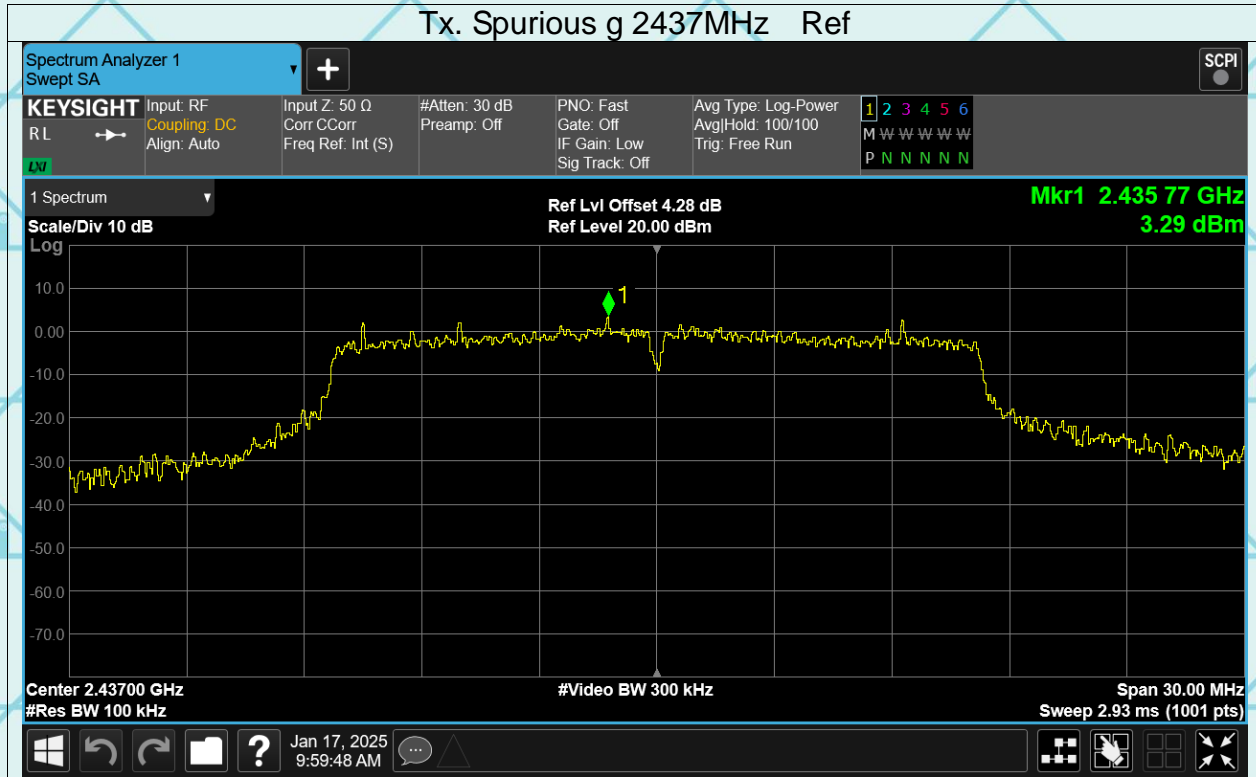 Tx. Spurious g 2437MHz Ref
Spectrum Analyzer 1
Swept SA
SCPI
KEYSIGHT
R L
LXI
Input: RF
Coupling: DC
Align: Auto
Input Z: 50 Ω
Corr CCorr
Freq Ref: Int (S)
#Atten: 30 dB
Preamp: Off
PNO: Fast
Gate: Off
IF Gain: Low
Sig Track: Off
Avg Type: Log-Power
Avg|Hold: 100/100
Trig: Free Run
1 2 3 4 5 6
M W W W W W
P N N N N N
1 Spectrum
Scale/Div 10 dB
Ref Lvl Offset 4.28 dB
Ref Level 20.00 dBm
Mkr1 2.435 77 GHz
3.29 dBm
Log
10.0
0.00
-10.0
-20.0
-30.0
-40.0
-50.0
-60.0
-70.0
1
Center 2.43700 GHz
#Res BW 100 kHz
#Video BW 300 kHz
Span 30.00 MHz
Sweep 2.93 ms (1001 pts)
?
Jan 17, 2025
9:59:48 AM